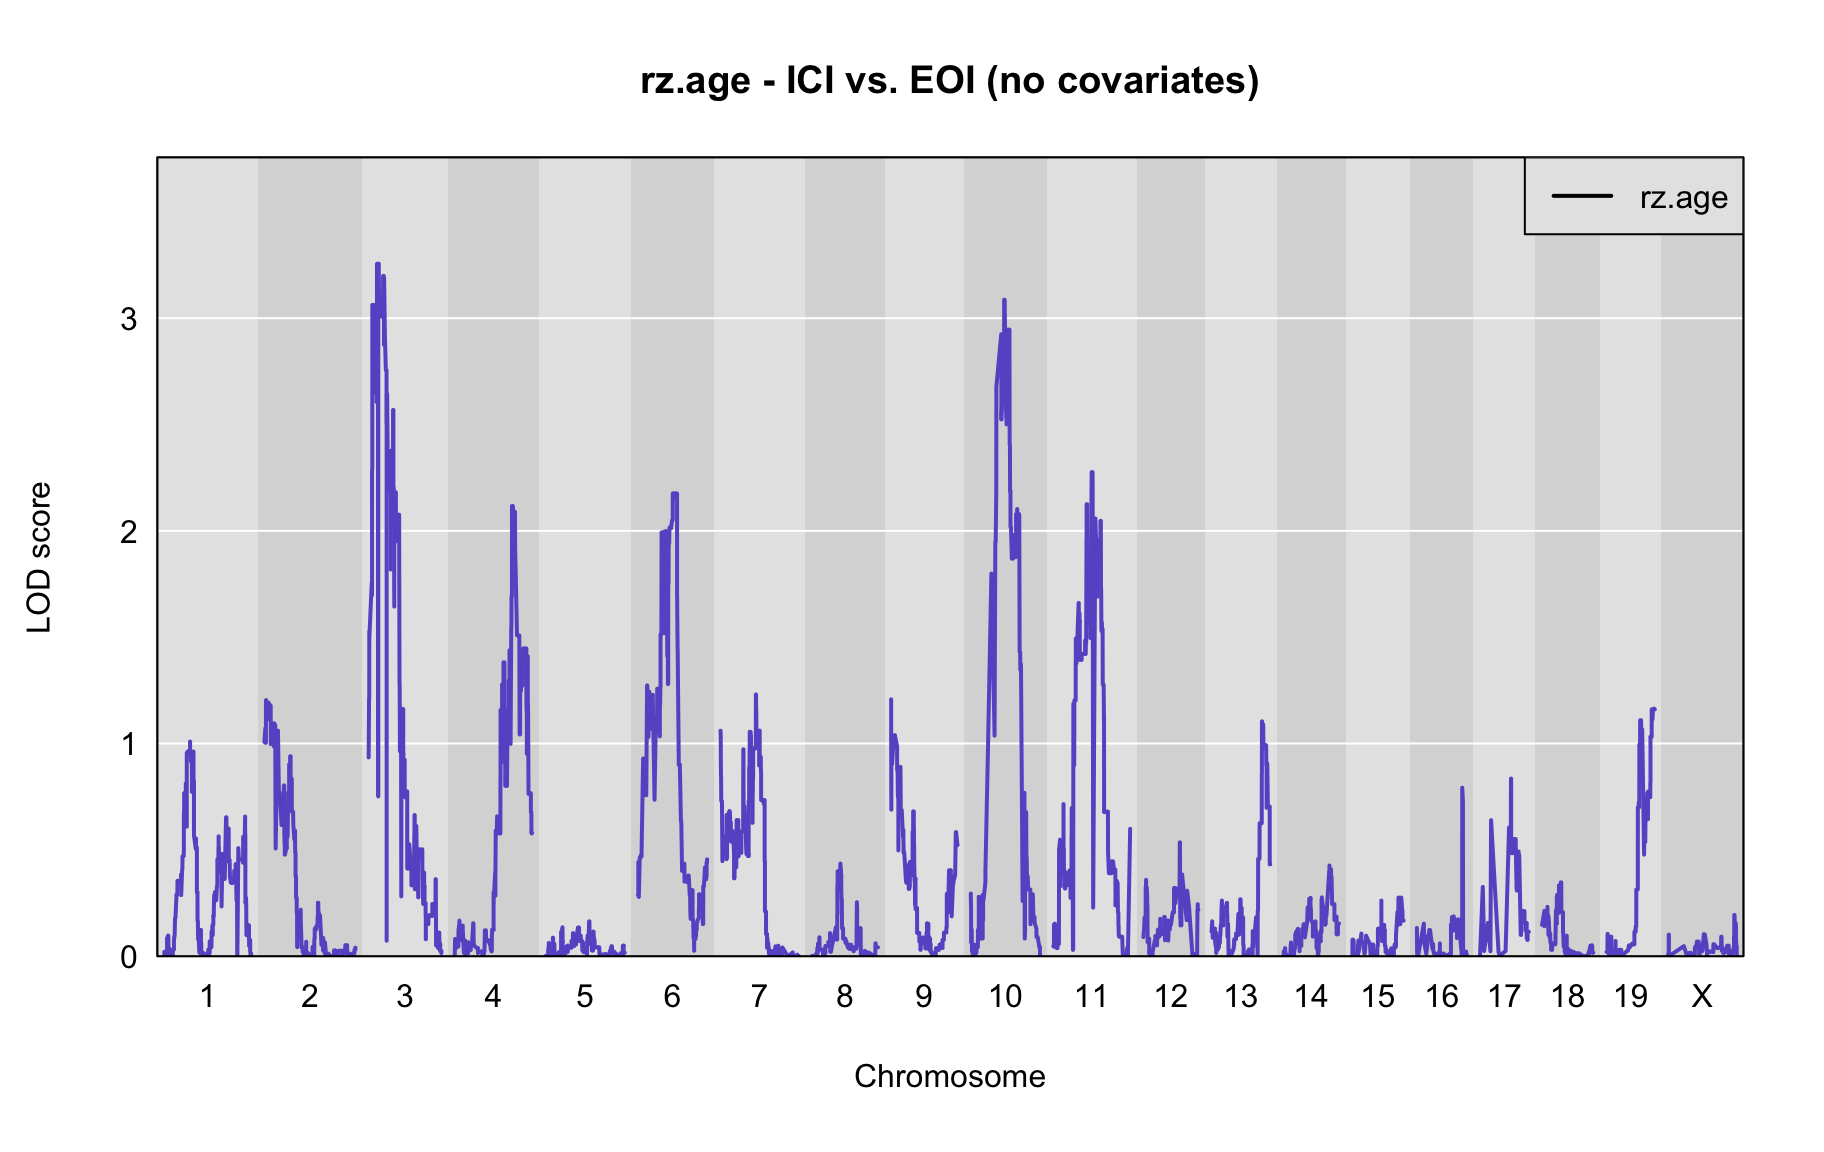 rz.age - ICI vs. EOI (no covariates)
rz.age
LOD score
3
2
1
0
1 2 3 4 5 6 7 8 9 10 11 12 13 14 15 16 17 18 19 X
Chromosome